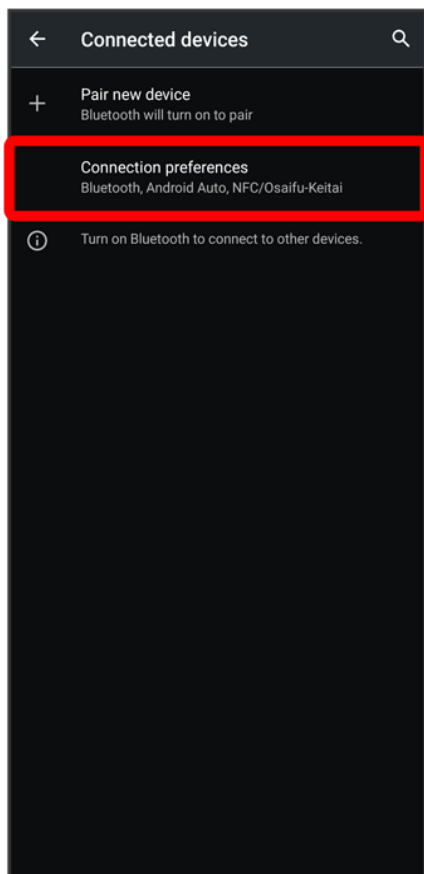 Connected devices
Pair new device
Bluetooth will turn on to pair
Connection preferences
Bluetooth, Android Auto, NFC/Osaifu-Keitai
Turn on Bluetooth to connect to other devices.